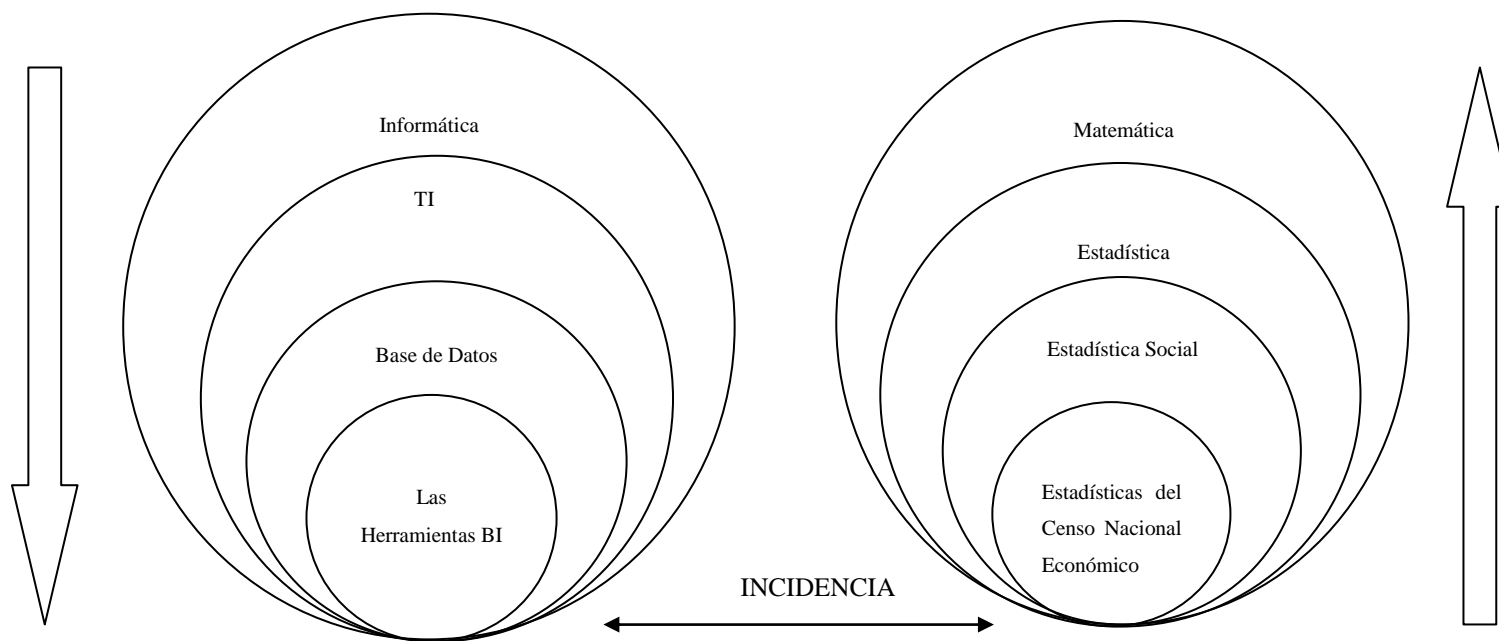 Informática
TI
Base de Datos
Las
Herramientas BI
Matemática
Estadística
Estadística Social
Estadísticas del
Censo Nacional
Económico
INCIDENCIA